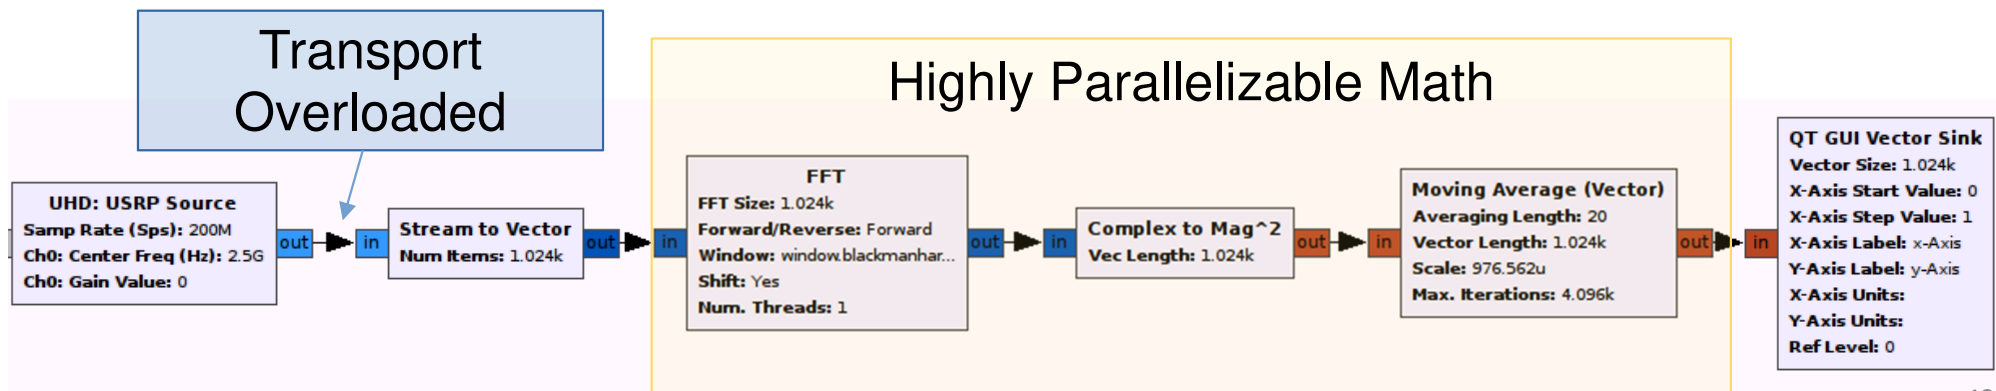 Transport
Overloaded
Highly Parallelizable Math
UHD: USRP Source
Samp Rate (Sps): 200M
Ch0: Center Freq (Hz): 2.5G
Ch0: Gain Value: 0
out
in
Stream to Vector
Num Items: 1.024k
out
in
FFT
FFT Size: 1.024k
Forward/Reverse: Forward
Window: window.blackmanhar...
Shift: Yes
Num. Threads: 1
out
in
Complex to Mag^2
Vec Length: 1.024k
out
in
Moving Average (Vector)
Averaging Length: 20
Vector Length: 1.024k
Scale: 976.562u
Max. Iterations: 4.096k
out
in
QT GUI Vector Sink
Vector Size: 1.024k
X-Axis Start Value: 0
X-Axis Step Value: 1
X-Axis Label: x-Axis
Y-Axis Label: y-Axis
X-Axis Units:
Y-Axis Units:
Ref Level: 0